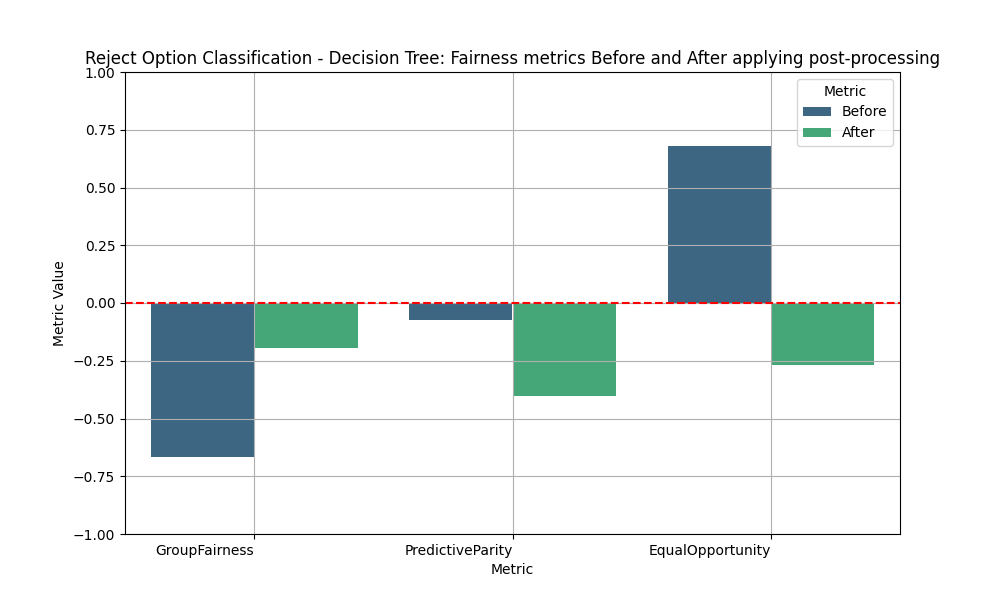 Reject Option Classification - Decision Tree: Fairness metrics Before and After applying post-processing
Metric
Before
After
Metric Value
1.00
0.75
0.50
0.25
0.00
−0.25
−0.50
−0.75
−1.00
GroupFairness
PredictiveParity
EqualOpportunity
Metric